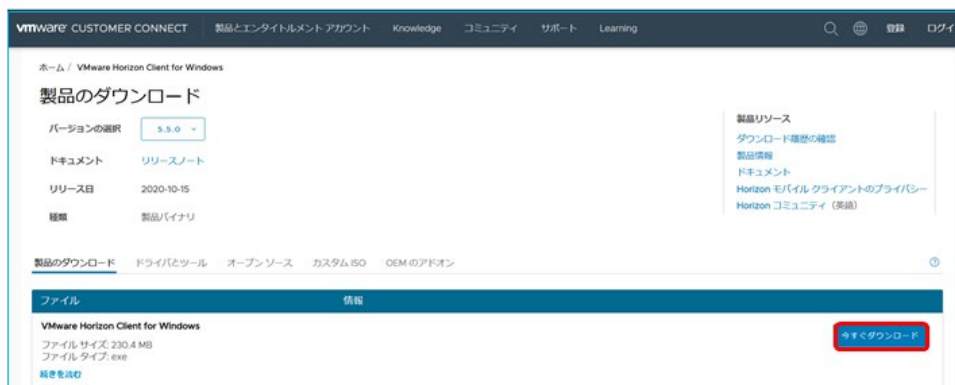 vmware CUSTOMER CONNECT 製品とエンタイトルメント アカウント Knowledge コミュニティ サポート Learning 登録 ログイ
ホーム / VMware Horizon Client for Windows
製品のダウンロード
バージョンの選択 5.5.0
ドキュメント リリースノート
リリース日 2020-10-15
種類 製品バイナリ
製品リソース
ダウンロード履歴の確認
製品情報
ドキュメント
Horizon モバイル クライアントのプライバシー
Horizon コミュニティ (英語)
製品のダウンロード ドライバとツール オープン ソース カスタム ISO OEM のアドオン
ファイル 情報
VMware Horizon Client for Windows
ファイル サイズ: 230.4 MB
ファイル タイプ: exe
続きを読む
今すぐダウンロード